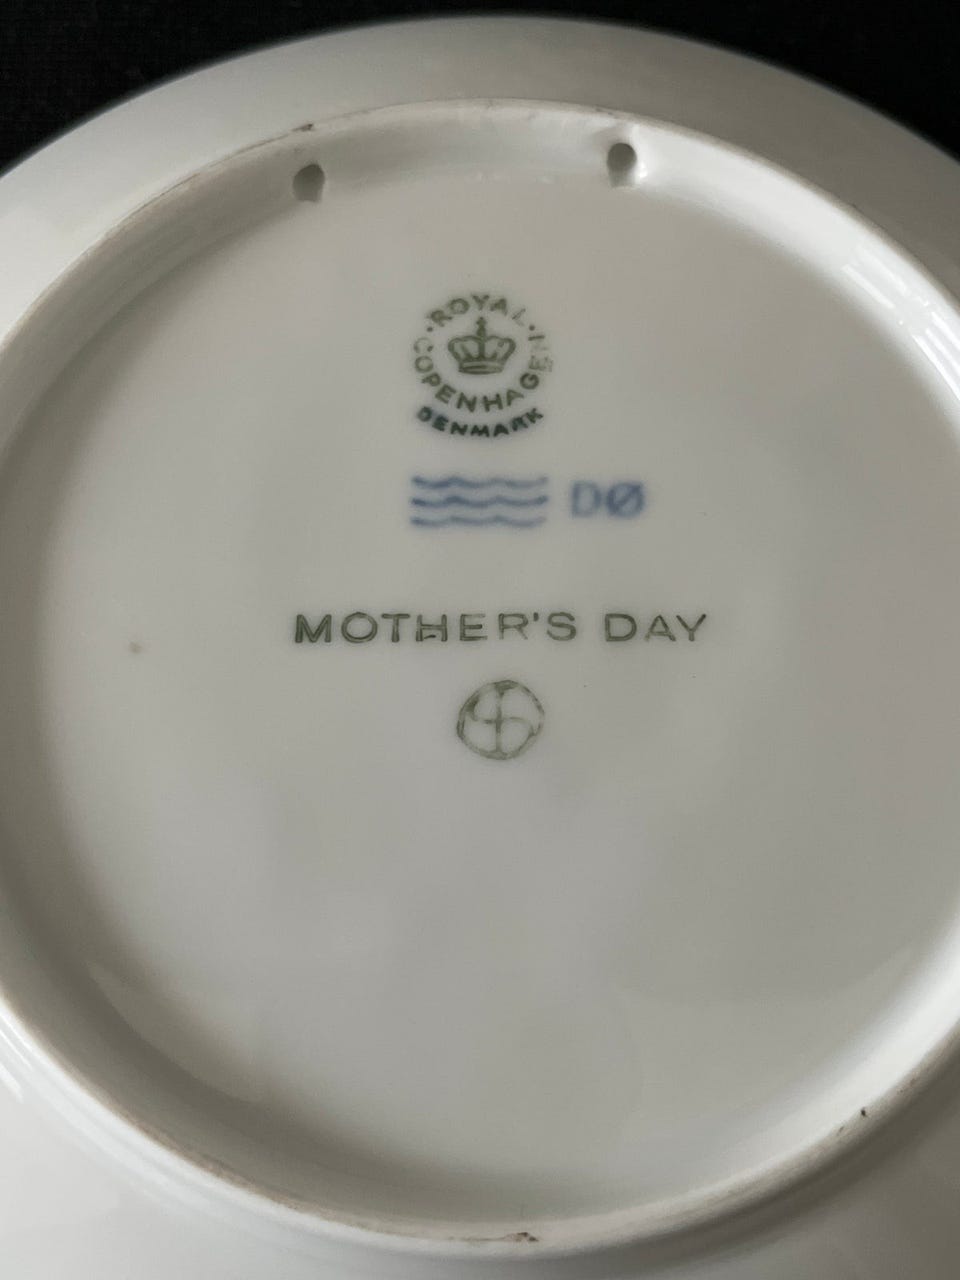 ROYAL
COPENHAGEN
DENMARK
DØ
MOTHER'S DAY